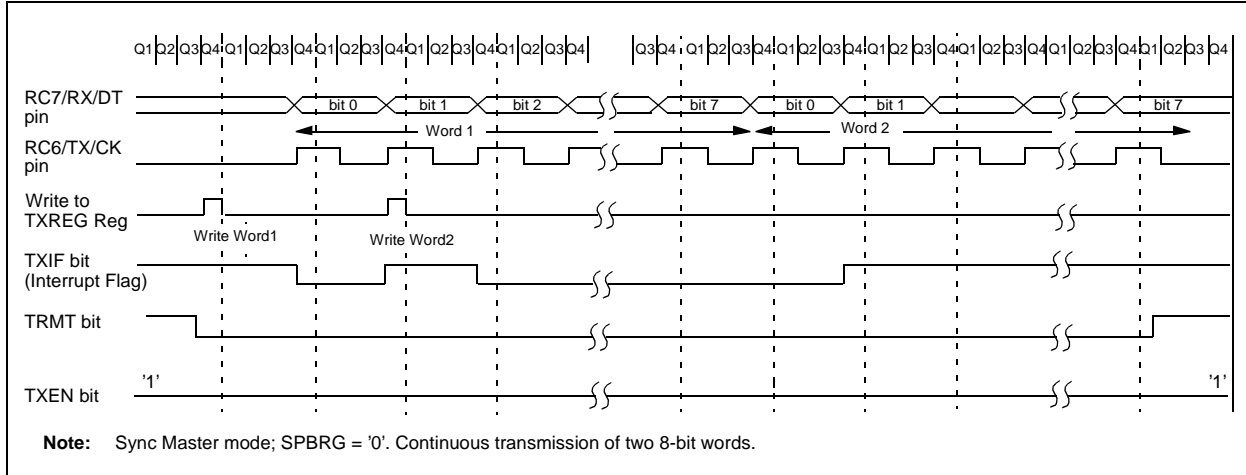 Q1 Q2 Q3 Q4 Q1 Q2 Q3 Q4 Q1 Q2 Q3 Q4 Q1 Q2 Q3 Q4 Q1 Q2 Q3 Q4 Q3 Q4 Q1 Q2 Q3 Q4 Q1 Q2 Q3 Q4 Q1 Q2 Q3 Q4 Q1 Q2 Q3 Q4 Q1 Q2 Q3 Q4 Q1 Q2 Q3 Q4
RC7/RX/DT
pin
bit 0 bit 1 bit 2 bit 7 bit 0 bit 1 bit 7
Word 1 Word 2
RC6/TX/CK
pin
Write to
TXREG Reg
Write Word1 Write Word2
TXIF bit
(Interrupt Flag)
TRMT bit
'1' '1'
TXEN bit
Note: Sync Master mode; SPBRG = '0'. Continuous transmission of two 8-bit words.